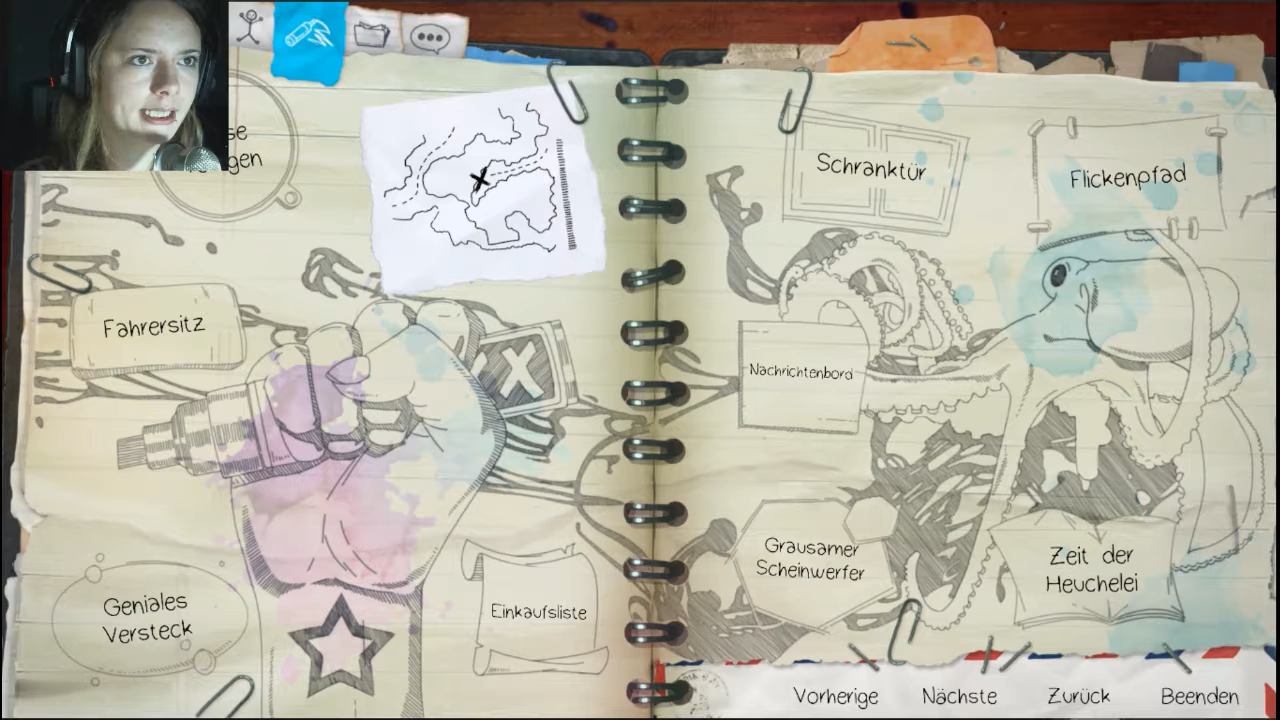 Fahrersitz
Geniales
Versteck
Einkaufsliste
Schranktür
Flickenpfad
Nachrichtenbord
Grausamer
Scheinwerfer
Zeit der
Heuchelei
Vorherige Nächste Zurück Beenden